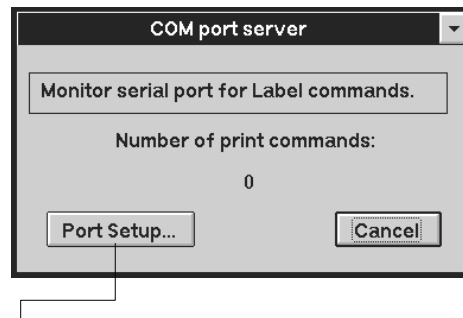 COM port server
Monitor serial port for Label commands.
Number of print commands:
0
Port Setup...
Cancel